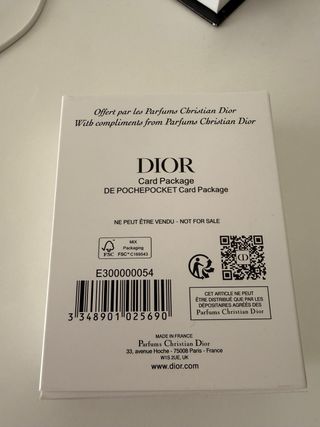 Offert par les Parfums Christian Dior
With compliments from Parfums Christian Dior
DIOR
Card Package
DE POCHEPOCKET Card Package
NE PEUT ÊTRE VENDU - NOT FOR SALE
FSC
MIX
Packaging
FSC® C169543
E300000054
3 348901 025690
CET ARTICLE NE PEUT
ÊTRE DISTRIBUÉ QUE PAR LES
DÉPOSITAIRES AGRÉÉS DES
Parfums Christian Dior
MADE IN FRANCE
Parfums Christian Dior
33, avenue Hoche - 75008 Paris - France
W1S 2UE, UK
www.dior.com